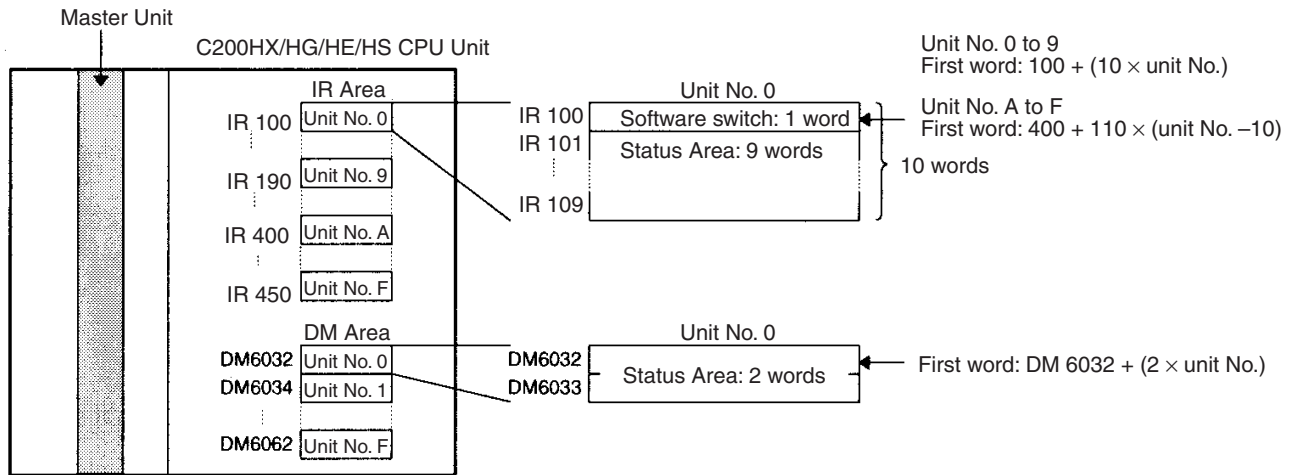 Master Unit
C200HX/HG/HE/HS CPU Unit
IR Area
IR 100 Unit No. 0
IR 190 Unit No. 9
IR 400 Unit No. A
IR 450 Unit No. F
DM Area
DM6032 Unit No. 0
DM6034 Unit No. 1
DM6062 Unit No. F
Unit No. 0
IR 100 Software switch: 1 word
IR 101 Status Area: 9 words
IR 109
10 words
Unit No. 0 to 9
First word: 100 + (10 × unit No.)
Unit No. A to F
First word: 400 + 110 × (unit No. –10)
Unit No. 0
DM6032
DM6033
Status Area: 2 words
First word: DM 6032 + (2 × unit No.)